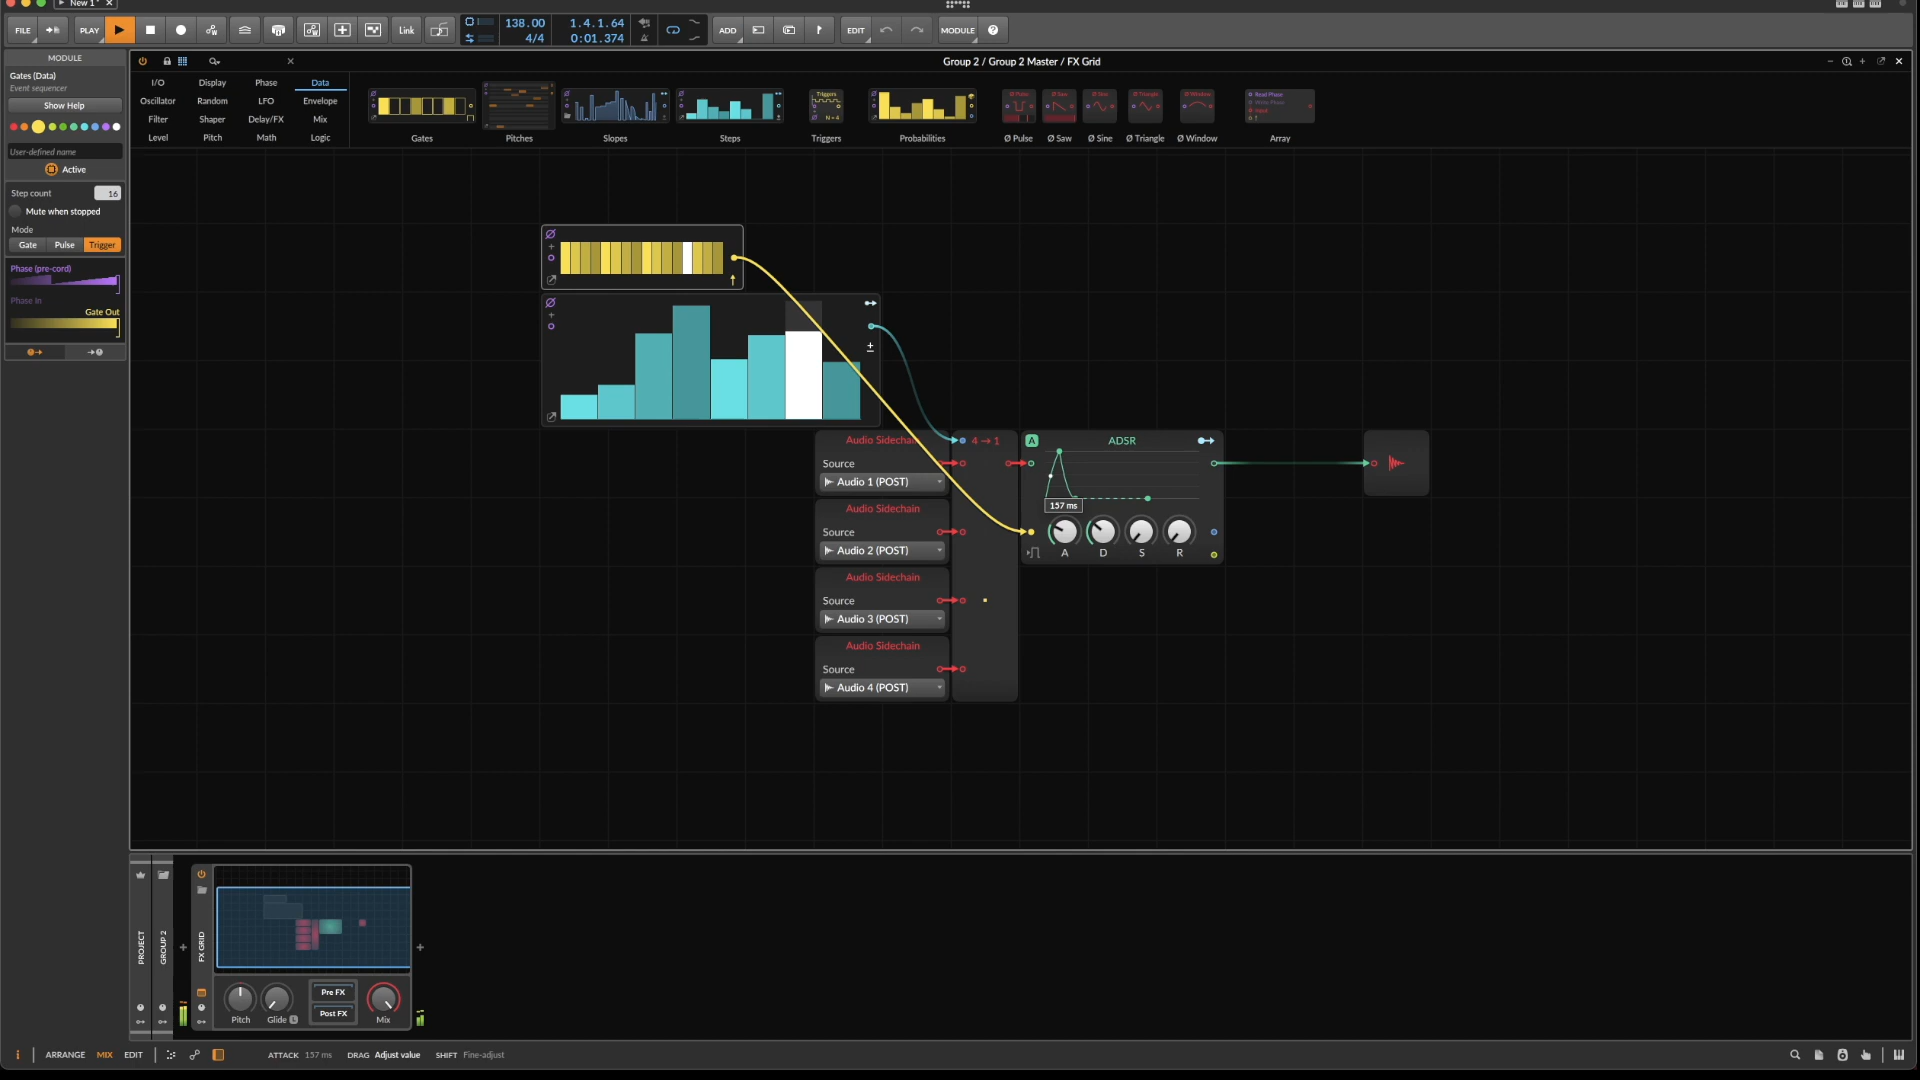 New 1*
FILE
PLAY
Link
138.00
4/4
1.4.1.64
0:01.374
ADD
EDIT
MODULE
MODULE
Gates (Data)
Event sequencer
Show Help
User-defined name
Active
Step count 16
Mute when stopped
Mode
Gate Pulse Trigger
Phase (pre-cord)
Phase In
Gate Out
Group 2 / Group 2 Master / FX Grid
I/O Display Phase Data
Oscillator Random LFO Envelope
Filter Shaper Delay/FX Mix
Level Pitch Math Logic
Gates
Pitches
Slopes
Steps
Triggers
N = 4
Triggers
Probabilities
Ø Pulse
Ø Saw
Ø Sine
Ø Triangle
Ø Window
Read Phase
Write Phase
Input
Array
Audio Sidechain
Source
Audio 1 (POST)
Audio Sidechain
Source
Audio 2 (POST)
Audio Sidechain
Source
Audio 3 (POST)
Audio Sidechain
Source
Audio 4 (POST)
4 → 1
A ADSR
157 ms
A D S R
PROJECT
GROUP 2
FX GRID
Pitch Glide L
Pre FX
Post FX
Mix
i ARRANGE MIX EDIT
ATTACK 157 ms DRAG Adjust value SHIFT Fine-adjust